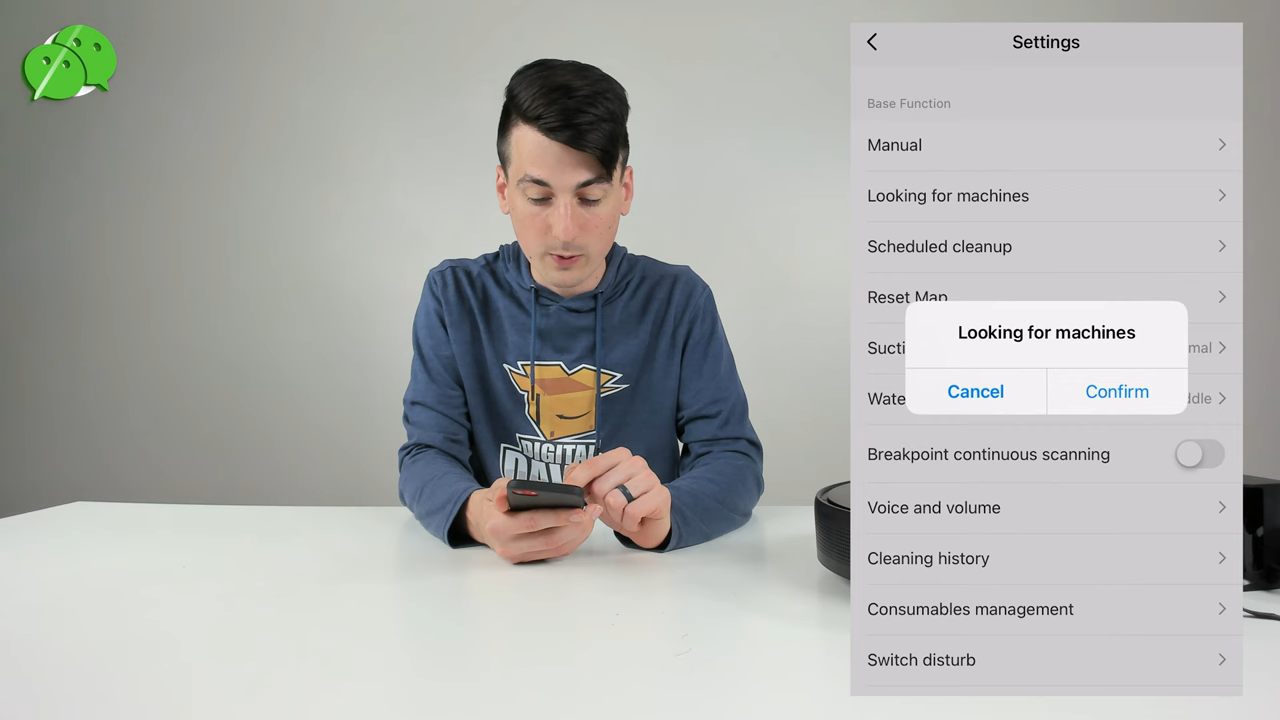 Settings
Base Function
Manual
Looking for machines
Scheduled cleanup
Reset Map
Looking for machines
Cancel
Confirm
Breakpoint continuous scanning
Voice and volume
Cleaning history
Consumables management
Switch disturb
DIGITAL